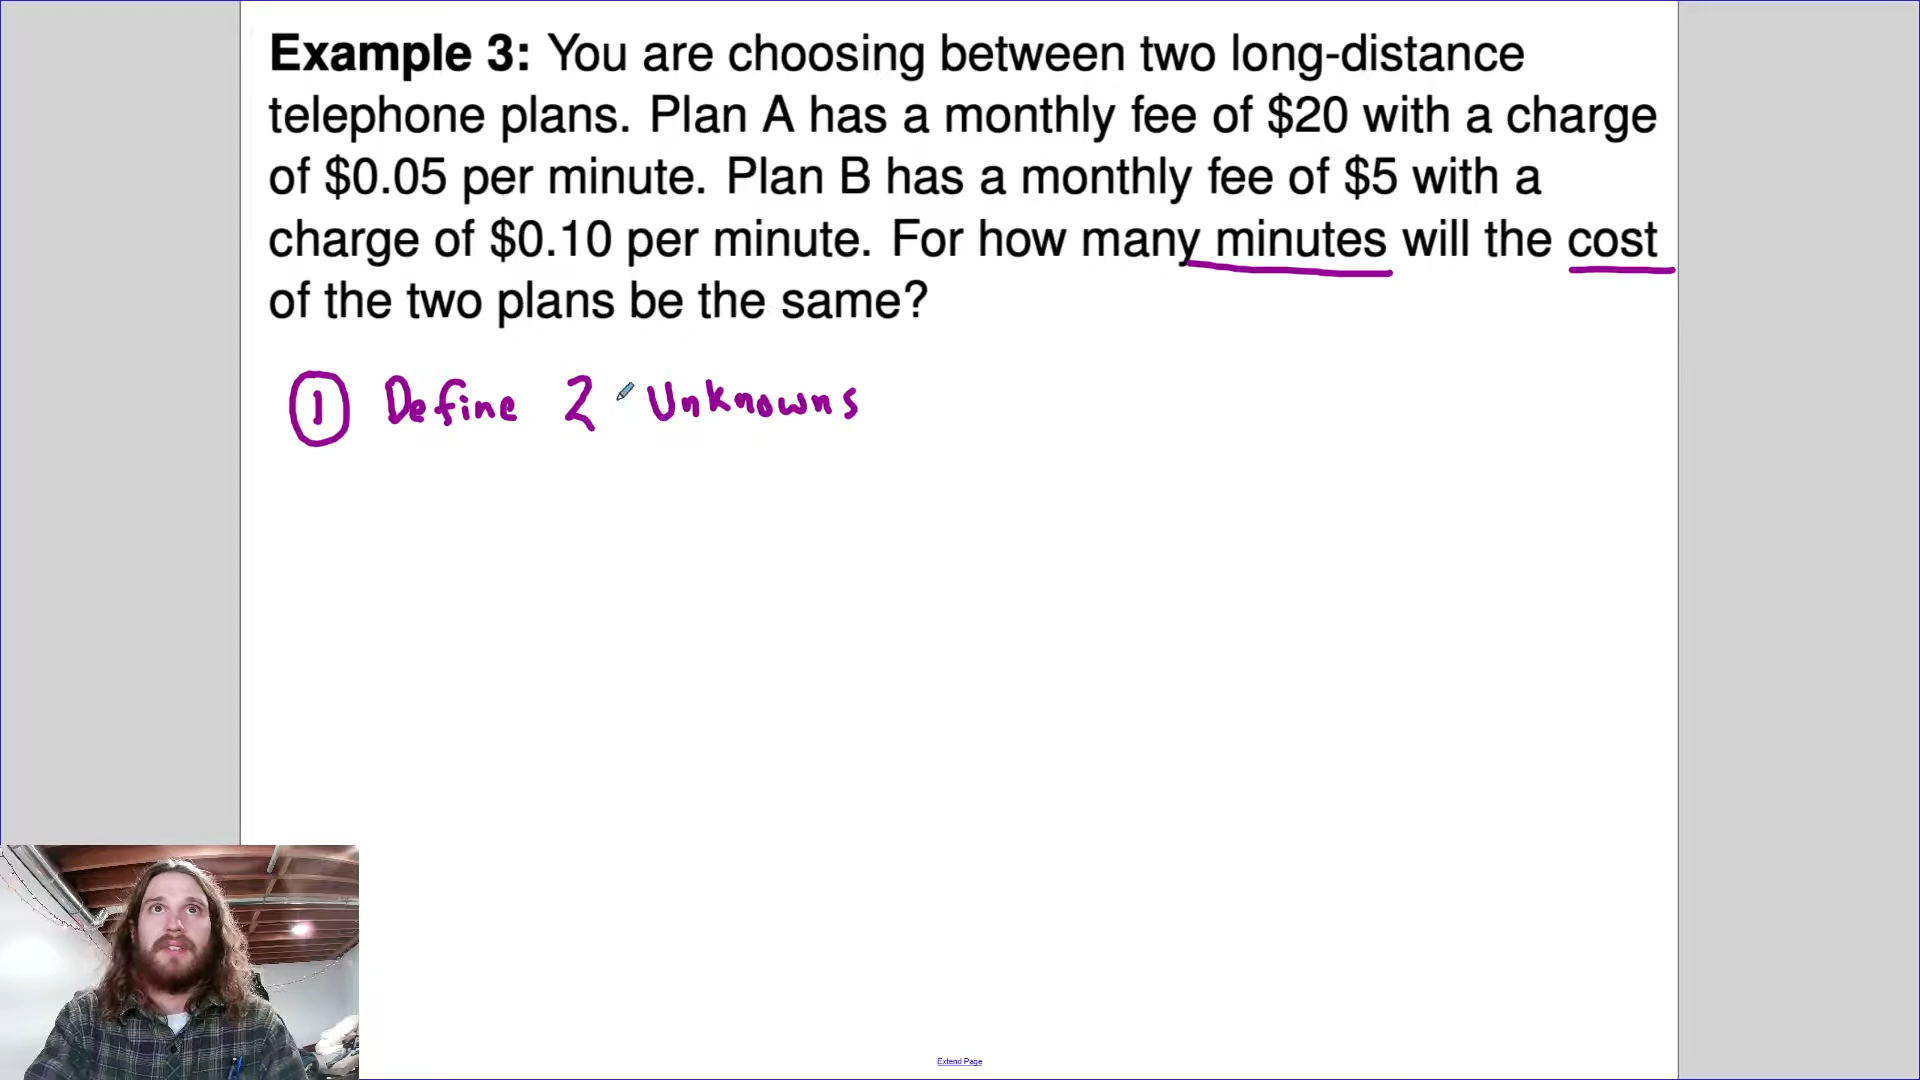 Example 3: You are choosing between two long-distance
telephone plans. Plan A has a monthly fee of $20 with a charge
of $0.05 per minute. Plan B has a monthly fee of $5 with a
charge of $0.10 per minute. For how many minutes will the cost
of the two plans be the same?
1 Define 2 Unknowns
Extend Page